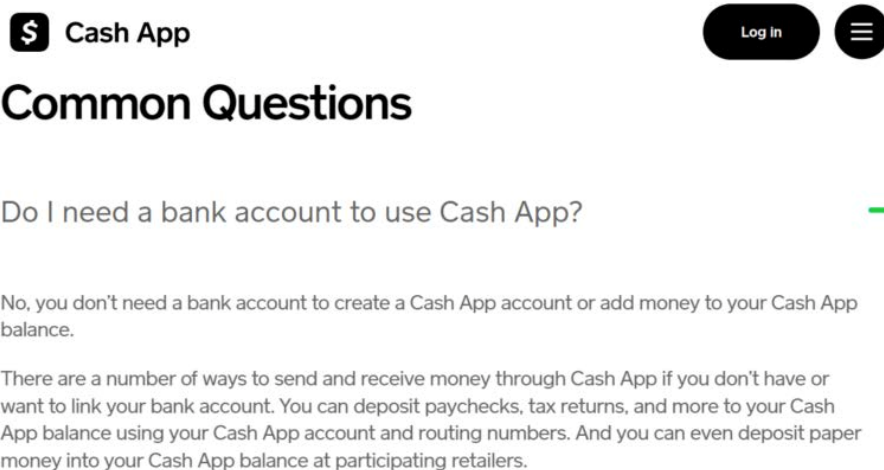 $ Cash App
Log in
Common Questions
Do I need a bank account to use Cash App?
No, you don't need a bank account to create a Cash App account or add money to your Cash App
balance.
There are a number of ways to send and receive money through Cash App if you don't have or
want to link your bank account. You can deposit paychecks, tax returns, and more to your Cash
App balance using your Cash App account and routing numbers. And you can even deposit paper
money into your Cash App balance at participating retailers.